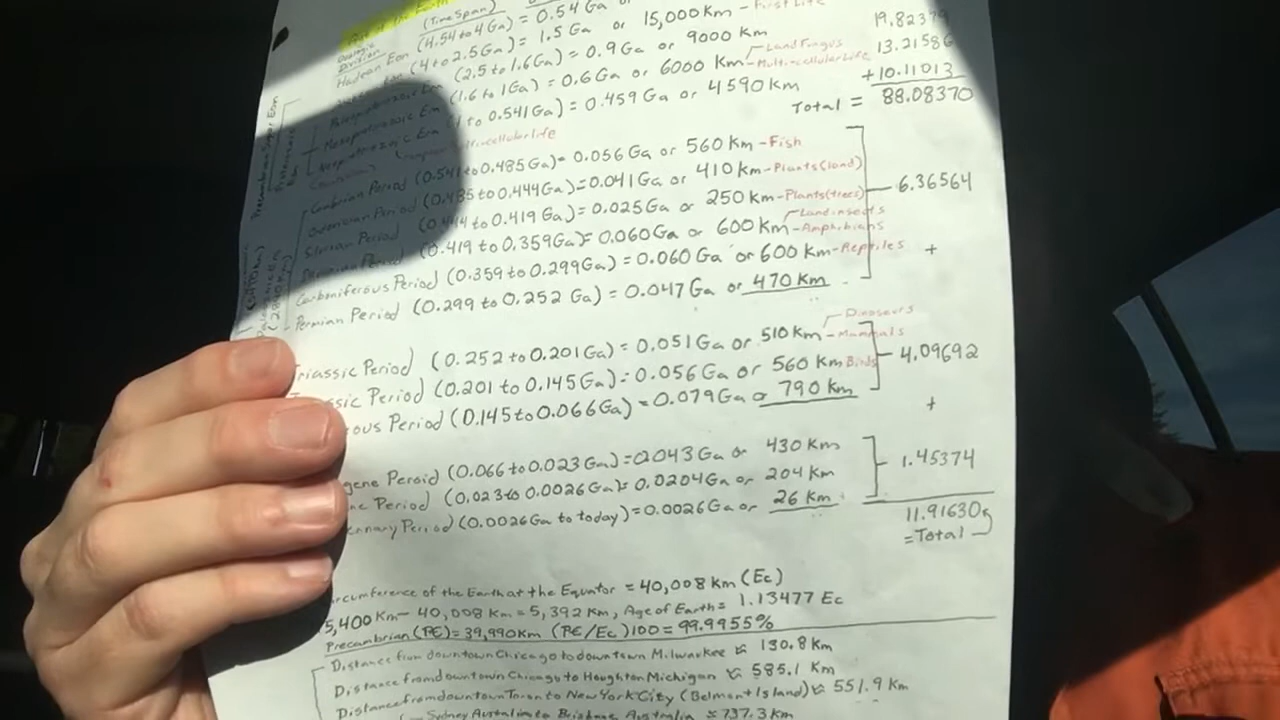 (Time Span)
Hadean Eon (4.54 to 4 Ga) = 0.54 Ga or
(4 to 2.5 Ga) = 1.5 Ga or 15,000 Km - First Life
(2.5 to 1.6 Ga) = 0.9 Ga or 9000 Km
(1.6 to 1 Ga) = 0.6 Ga or 6000 Km - Land Fungus
Multicellular Life
to 0.541 Ga) = 0.459 Ga or 4590 Km
13.21586
+10.11013
Total = 88.08370
Cambrian Period (0.541 to 0.485 Ga) = 0.056 Ga or 560 Km - Fish
Ordovician Period (0.485 to 0.444 Ga) = 0.041 Ga or 410 Km - Plants (land)
Silurian Period (0.444 to 0.419 Ga) = 0.025 Ga or 250 Km - Plants (trees)
Land insects
(0.419 to 0.359 Ga) = 0.060 Ga or 600 Km - Amphibians
Carboniferous Period (0.359 to 0.299 Ga) = 0.060 Ga or 600 Km - Reptiles
Permian Period (0.299 to 0.252 Ga) = 0.047 Ga or 470 Km
6.36564
+
Dinosaurs
Triassic Period (0.252 to 0.201 Ga) = 0.051 Ga or 510 Km - Mammals
ssic Period (0.201 to 0.145 Ga) = 0.056 Ga or 560 Km Birds
ous Period (0.145 to 0.066 Ga) = 0.079 Ga or 790 Km
4.09692
+
gene Peroid (0.066 to 0.023 Ga) = 0.043 Ga or 430 Km
ne Period (0.023 to 0.0026 Ga) = 0.0204 Ga or 204 Km
ernary Period (0.0026 Ga to today) = 0.0026 Ga or 26 Km
1.45374
11.91630g
= Total
rcumference of the Earth at the Equator = 40,008 Km (Ec)
5,400 Km - 40,008 Km = 5,392 Km, Age of Earth = 1.13477 Ec
Precambrian (PE) = 39,990 Km (PE/Ec)100 = 99.9955%
Distance from downtown Chicago to downtown Milwaukee ≈ 130.8 Km
Distance from downtown Chicago to Houghton Michigan ≈ 585.1 Km
Distance from downtown Toronto to New York City (Belmont Island) ≈ 551.9 Km
Sydney Australia to Brisbane Australia ≈ 737.3 Km